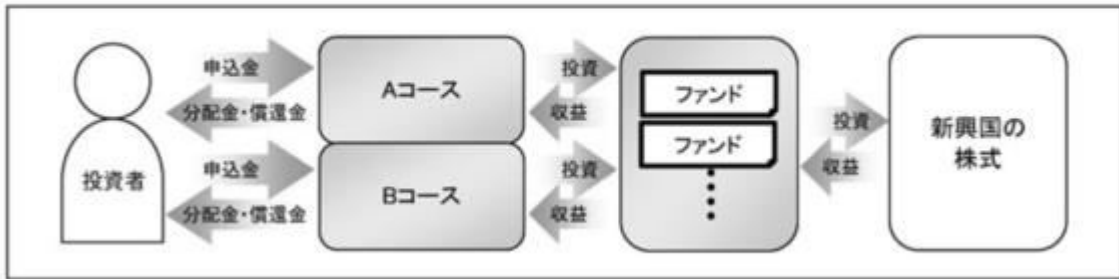 投資者
申込金
分配金・償還金
申込金
分配金・償還金
Aコース
Bコース
投資
収益
投資
収益
ファンド
ファンド
投資
収益
新興国の
株式